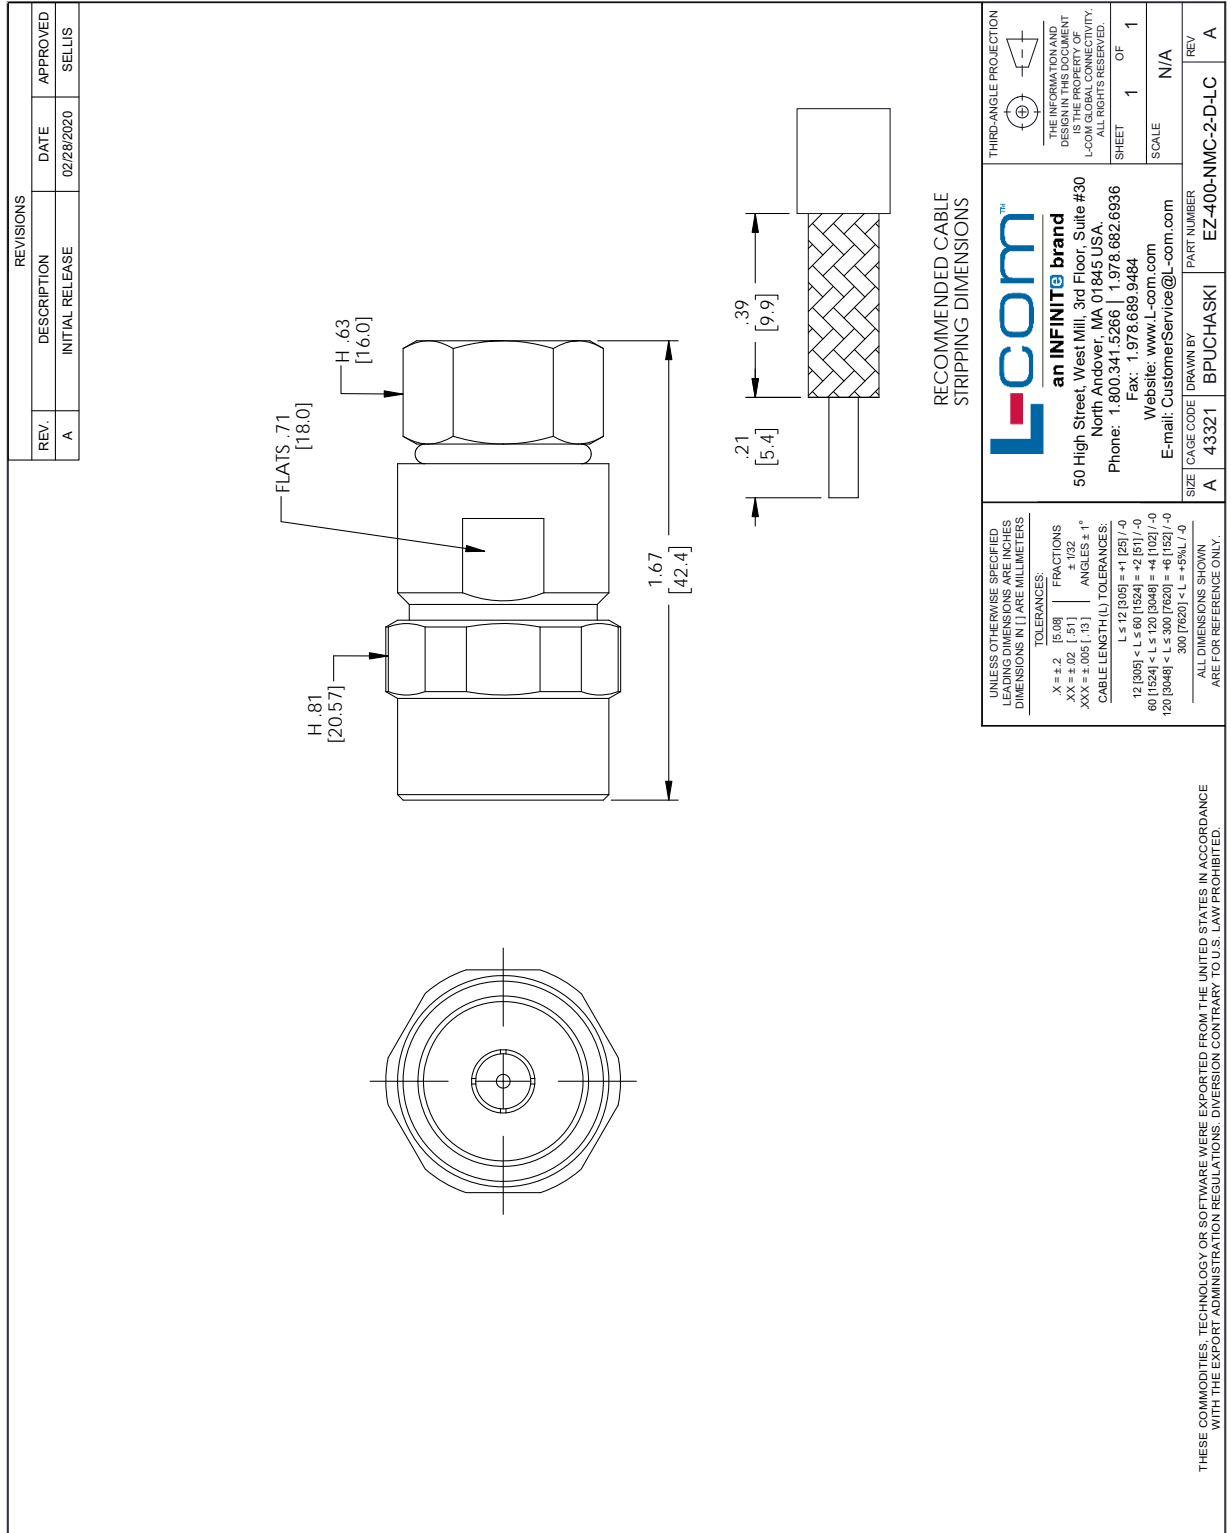 REVISIONS
REV. DESCRIPTION DATE APPROVED
A INITIAL RELEASE 02/28/2020 SELLIS
H .81
[20.57]
FLATS .71
[18.0]
H .63
[16.0]
1.67
[42.4]
.21
[5.4]
.39
[9.9]
RECOMMENDED CABLE
STRIPPING DIMENSIONS
UNLESS OTHERWISE SPECIFIED
LEADING DIMENSIONS ARE INCHES
DIMENSIONS IN [ ] ARE MILLIMETERS
TOLERANCES:
.X = ± .2 [5.08] FRACTIONS
.XX = ± .02 [ .51] ± 1/32
.XXX = ± .005 [ .13 ] ANGLES ± 1°
CABLE LENGTH (L) TOLERANCES:
L ≤ 12 [305] = +1 [25] / -0
12 [305] < L ≤ 60 [1524] = +2 [51] / -0
60 [1524] < L ≤ 120 [3048] = +4 [102] / -0
120 [3048] < L ≤ 300 [7620] = +6 [152] / -0
300 [7620] < L = +5%L / -0
ALL DIMENSIONS SHOWN
ARE FOR REFERENCE ONLY.
L-com™
an INFINITe brand
50 High Street, West Mill, 3rd Floor, Suite #30
North Andover, MA 01845 USA.
Phone: 1.800.341.5266 | 1.978.682.6936
Fax: 1.978.689.9484
Website: www.L-com.com
E-mail: CustomerService@L-com.com
THIRD-ANGLE PROJECTION
THE INFORMATION AND
DESIGN IN THIS DOCUMENT
IS THE PROPERTY OF
L-COM GLOBAL CONNECTIVITY.
ALL RIGHTS RESERVED.
SHEET 1 OF 1
SCALE N/A
SIZE A
CAGE CODE 43321
DRAWN BY BPUCHASKI
PART NUMBER EZ-400-NMC-2-D-LC
REV A
THESE COMMODITIES, TECHNOLOGY OR SOFTWARE WERE EXPORTED FROM THE UNITED STATES IN ACCORDANCE
WITH THE EXPORT ADMINISTRATION REGULATIONS. DIVERSION CONTRARY TO U.S. LAW PROHIBITED.